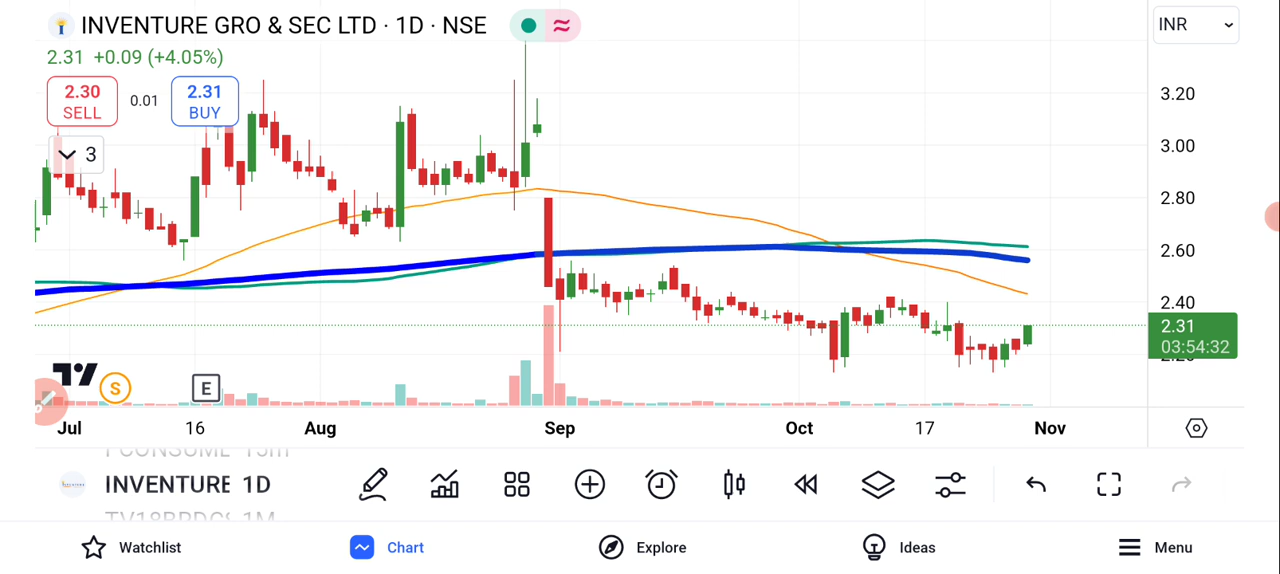 INVENTURE GRO & SEC LTD · 1D · NSE
INR
2.31 +0.09 (+4.05%)
2.30
SELL
0.01
2.31
BUY
3
3.20
3.00
2.80
2.60
2.40
2.31
03:54:32
S
E
Jul 16 Aug Sep Oct 17 Nov
INVENTURE 1D
Watchlist
Chart
Explore
Ideas
Menu